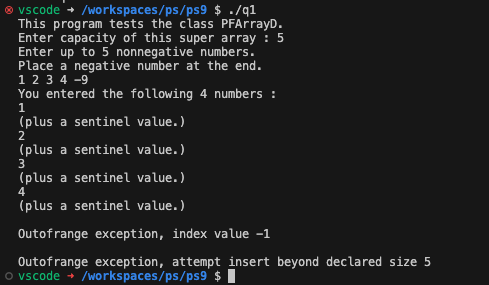 vscode → /workspaces/ps/ps9 $ ./q1
This program tests the class PFArrayD.
Enter capacity of this super array : 5
Enter up to 5 nonnegative numbers.
Place a negative number at the end.
1 2 3 4 -9
You entered the following 4 numbers :
1
(plus a sentinel value.)
2
(plus a sentinel value.)
3
(plus a sentinel value.)
4
(plus a sentinel value.)
Outofrange exception, index value -1
Outofrange exception, attempt insert beyond declared size 5
vscode → /workspaces/ps/ps9 $